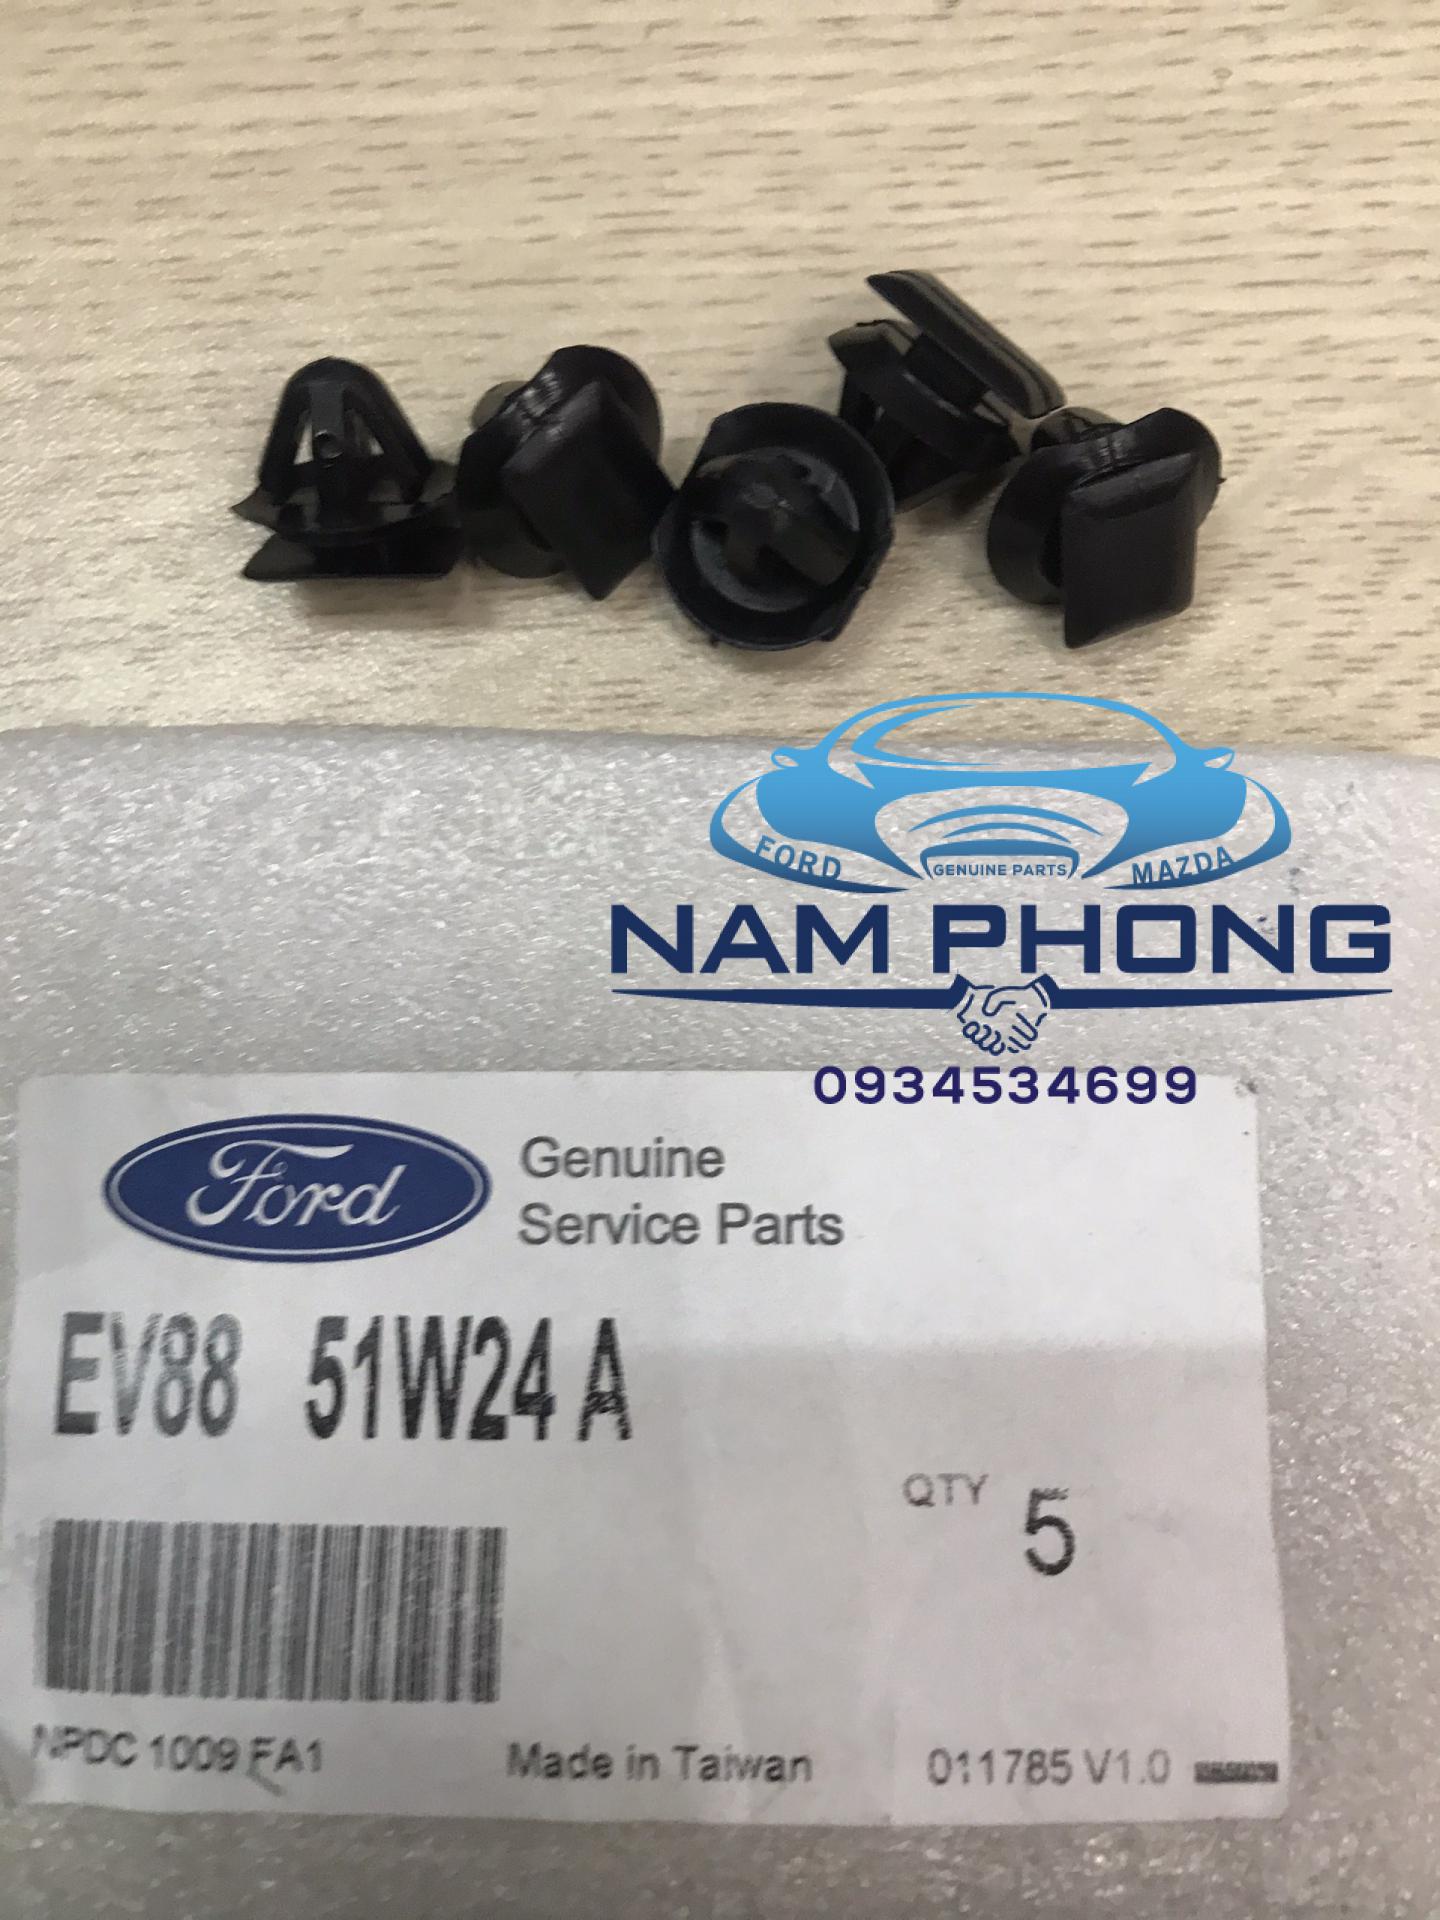 FORD
GENUINE PARTS
MAZDA
NAM PHONG
0934534699
Ford
Genuine
Service Parts
EV88 51W24 A
QTY 5
NPDC 1009 FA1
Made in Taiwan
011785 V1.0